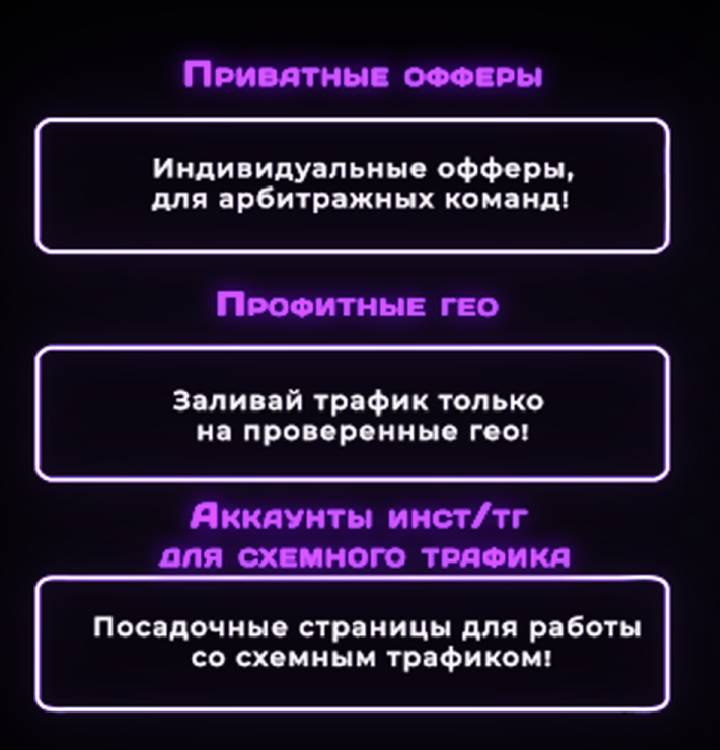 Приватные офферы
Индивидуальные офферы,
для арбитражных команд!
Профитные гео
Заливай трафик только
на проверенные гео!
Аккаунты инст/тг
для схемного трафика
Посадочные страницы для работы
со схемным трафиком!